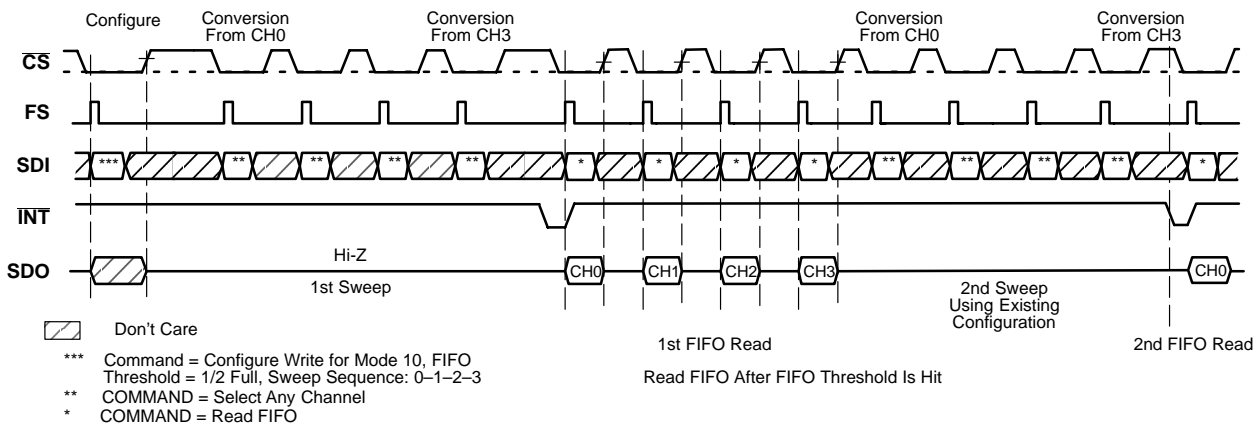 Configure
Conversion
From CH0
Conversion
From CH3
Conversion
From CH0
Conversion
From CH3
CS
FS
SDI
*** ** ** ** ** * * * * ** ** ** ** *
INT
SDO
Hi-Z
1st Sweep
CH0 CH1 CH2 CH3 CH0
2nd Sweep
Using Existing
Configuration
Don't Care
1st FIFO Read
2nd FIFO Read
*** Command = Configure Write for Mode 10, FIFO
Threshold = 1/2 Full, Sweep Sequence: 0–1–2–3
Read FIFO After FIFO Threshold Is Hit
** COMMAND = Select Any Channel
* COMMAND = Read FIFO